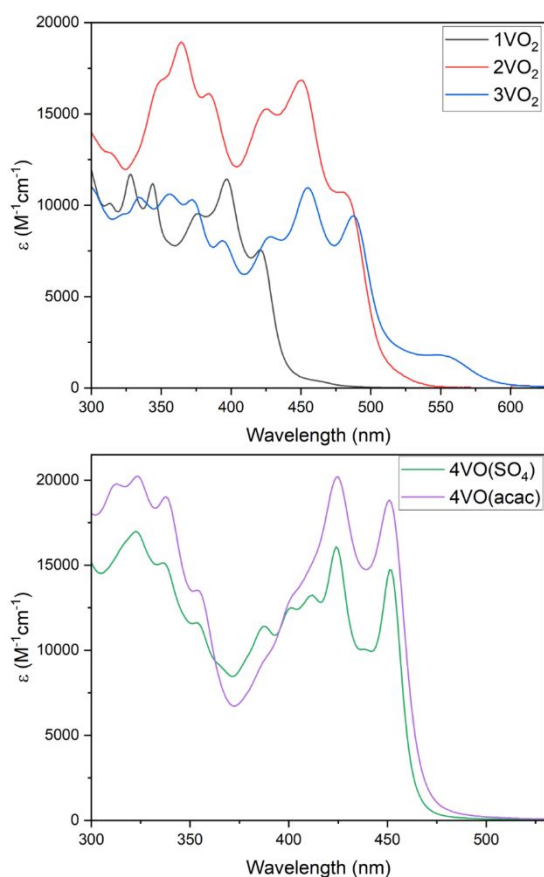 1VO₂
2VO₂
3VO₂
20000
15000
10000
5000
0
ε (M⁻¹cm⁻¹)
300 350 400 450 500 550 600
Wavelength (nm)
4VO(SO₄)
4VO(acac)
20000
15000
10000
5000
0
ε (M⁻¹cm⁻¹)
300 350 400 450 500
Wavelength (nm)